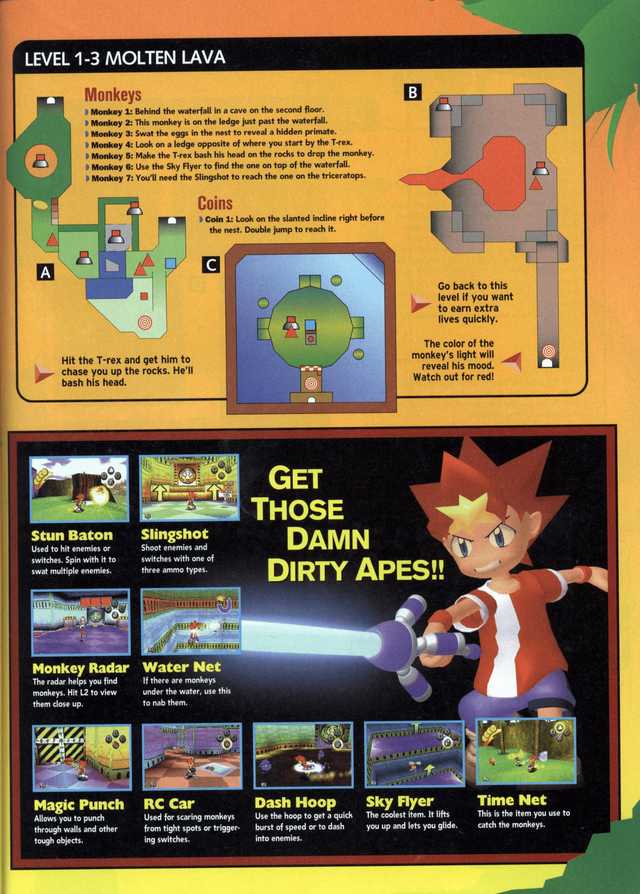 LEVEL 1-3 MOLTEN LAVA
Monkeys
Monkey 1: Behind the waterfall in a cave on the second floor.
Monkey 2: This monkey is on the ledge just past the waterfall.
Monkey 3: Swat the eggs in the nest to reveal a hidden primate.
Monkey 4: Look on a ledge opposite of where you start by the T-rex.
Monkey 5: Make the T-rex bash his head on the rocks to drop the monkey.
Monkey 6: Use the Sky Flyer to find the one on top of the waterfall.
Monkey 7: You'll need the Slingshot to reach the one on the triceratops.
Coins
Coin 1: Look on the slanted incline right before
the nest. Double jump to reach it.
A
B
C
Hit the T-rex and get him to
chase you up the rocks. He'll
bash his head.
Go back to this
level if you want
to earn extra
lives quickly.
The color of the
monkey's light will
reveal his mood.
Watch out for red!
GET
THOSE
DAMN
DIRTY APES!!
Stun Baton
Used to hit enemies or
switches. Spin with it to
swat multiple enemies.
Slingshot
Shoot enemies and
switches with one of
three ammo types.
Monkey Radar
The radar helps you find
monkeys. Hit L2 to view
them close up.
Water Net
If there are monkeys
under the water, use this
to nab them.
Magic Punch
Allows you to punch
through walls and other
tough objects.
RC Car
Used for scaring monkeys
from tight spots or trigger-
ing switches.
Dash Hoop
Use the hoop to get a quick
burst of speed or to dash
into enemies.
Sky Flyer
The coolest item. It lifts
you up and lets you glide.
Time Net
This is the item you use to
catch the monkeys.